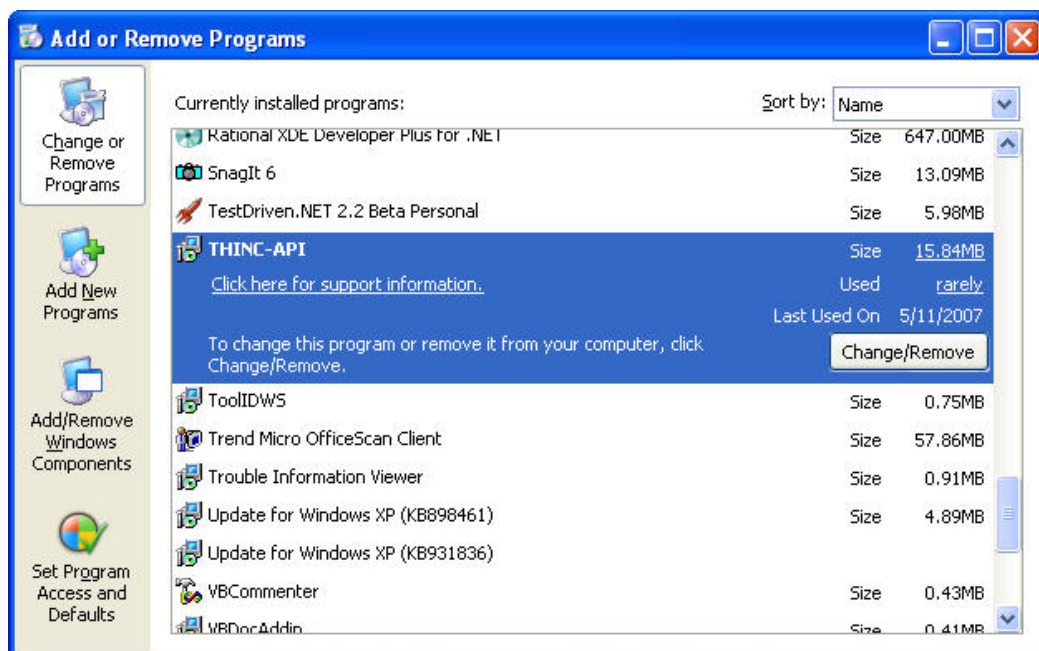 Add or Remove Programs
Change or
Remove
Programs
Add New
Programs
Add/Remove
Windows
Components
Set Program
Access and
Defaults
Currently installed programs:
Sort by: Name
Rational XDE Developer Plus for .NET Size 647.00MB
SnagIt 6 Size 13.09MB
TestDriven.NET 2.2 Beta Personal Size 5.98MB
THINC-API Size 15.84MB
Click here for support information. Used rarely
Last Used On 5/11/2007
To change this program or remove it from your computer, click
Change/Remove.
Change/Remove
ToolIDWS Size 0.75MB
Trend Micro OfficeScan Client Size 57.86MB
Trouble Information Viewer Size 0.91MB
Update for Windows XP (KB898461) Size 4.89MB
Update for Windows XP (KB931836)
VBCommenter Size 0.43MB
VBDocAddin Size 0.41MB